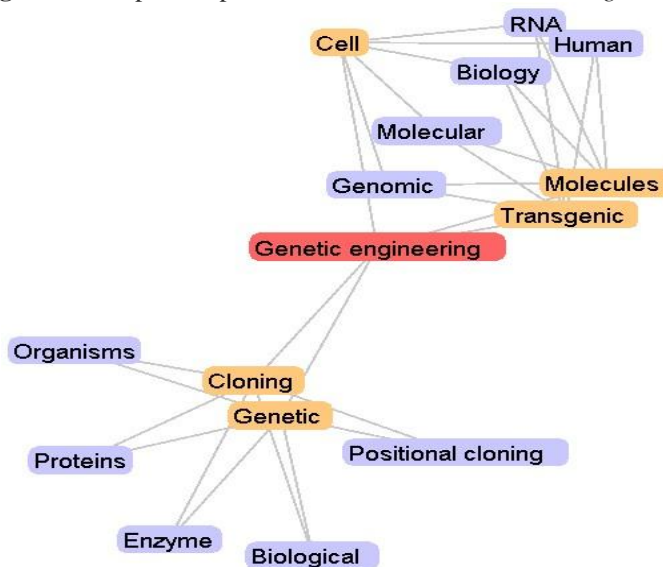 RNA
Cell
Human
Biology
Molecular
Molecules
Genomic
Transgenic
Genetic engineering
Organisms
Cloning
Genetic
Positional cloning
Proteins
Enzyme
Biological